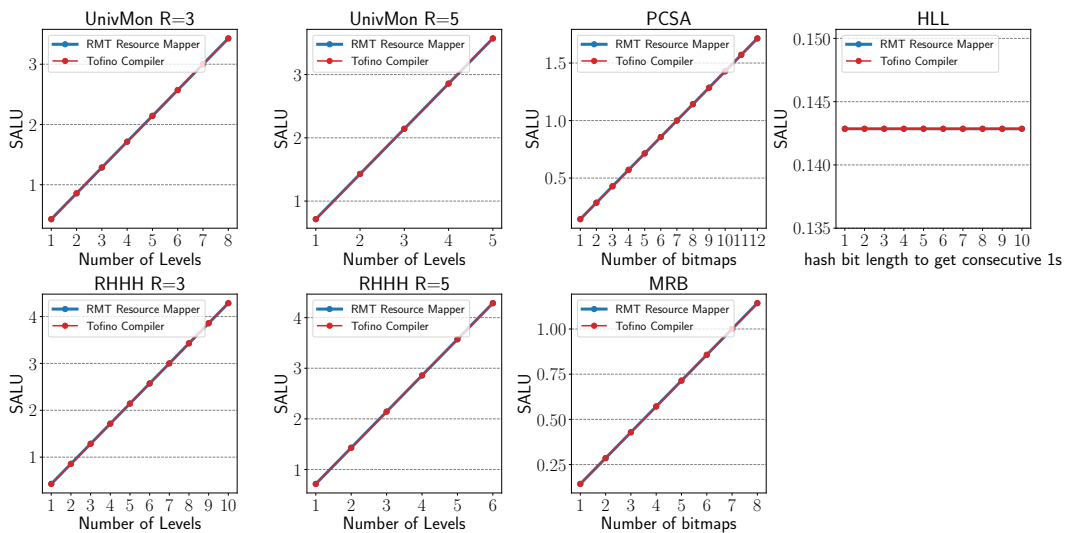 UnivMon R=3
RMT Resource Mapper
Tofino Compiler
SALU
3
2
1
1 2 3 4 5 6 7 8
Number of Levels
UnivMon R=5
RMT Resource Mapper
Tofino Compiler
SALU
3
2
1
1 2 3 4 5
Number of Levels
PCSA
RMT Resource Mapper
Tofino Compiler
SALU
1.5
1.0
0.5
1 2 3 4 5 6 7 8 9 10 11 12
Number of bitmaps
HLL
RMT Resource Mapper
Tofino Compiler
SALU
0.150
0.145
0.140
0.135
1 2 3 4 5 6 7 8 9 10
hash bit length to get consecutive 1s
RHHH R=3
RMT Resource Mapper
Tofino Compiler
SALU
4
3
2
1
1 2 3 4 5 6 7 8 9 10
Number of Levels
RHHH R=5
RMT Resource Mapper
Tofino Compiler
SALU
4
3
2
1
1 2 3 4 5 6
Number of Levels
MRB
RMT Resource Mapper
Tofino Compiler
SALU
1.00
0.75
0.50
0.25
1 2 3 4 5 6 7 8
Number of bitmaps